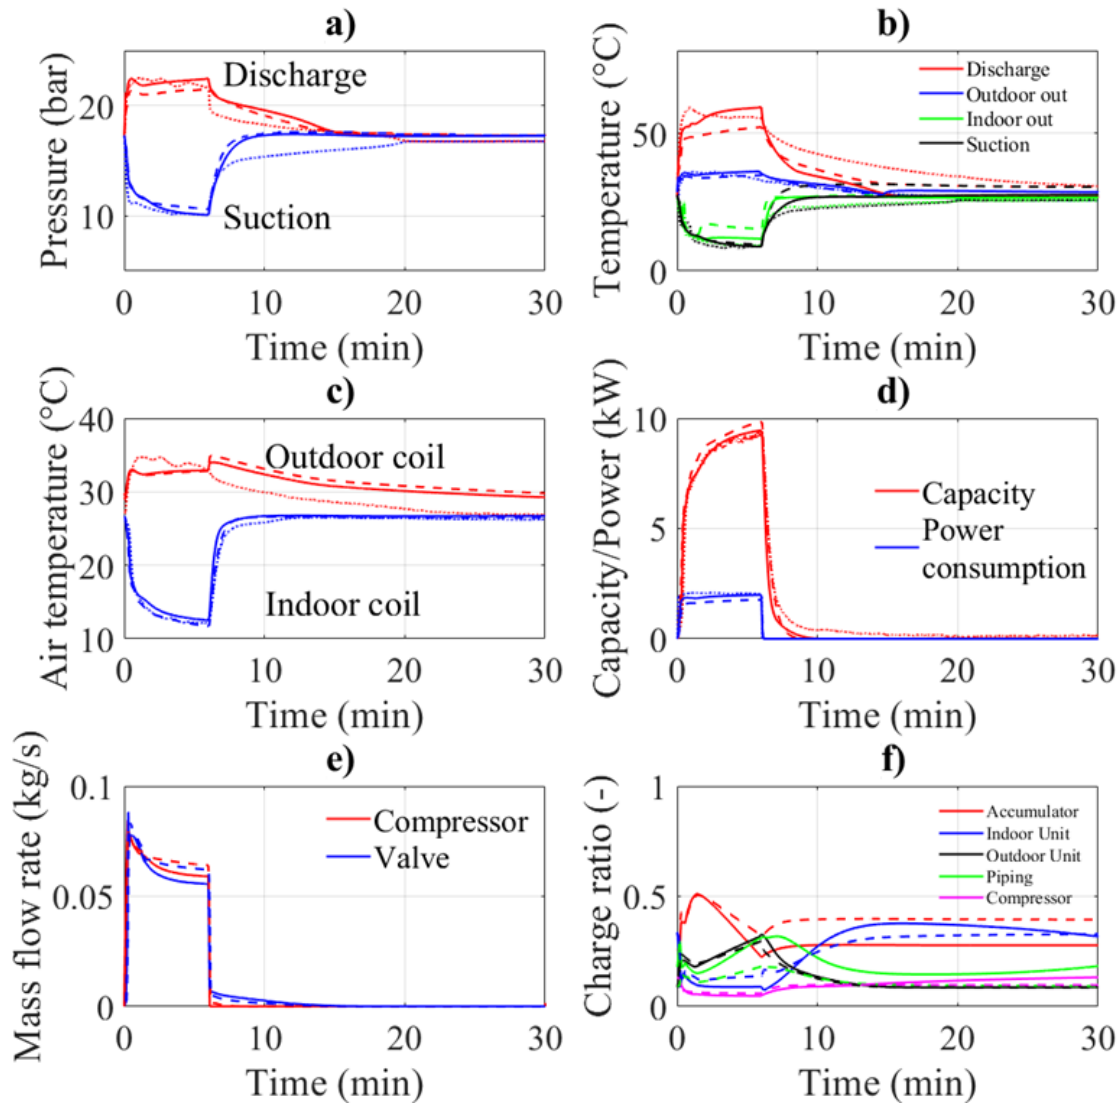 a)
Pressure (bar)
20
10
0
10
20
30
Time (min)
Discharge
Suction
b)
Temperature (°C)
50
0
0
10
20
30
Time (min)
Discharge
Outdoor out
Indoor out
Suction
c)
Air temperature (°C)
40
30
20
10
0
10
20
30
Time (min)
Outdoor coil
Indoor coil
d)
Capacity/Power (kW)
10
5
0
0
10
20
30
Time (min)
Capacity
Power
consumption
e)
Mass flow rate (kg/s)
0.1
0.05
0
0
10
20
30
Time (min)
Compressor
Valve
f)
Charge ratio (-)
1
0.5
0
0
10
20
30
Time (min)
Accumulator
Indoor Unit
Outdoor Unit
Piping
Compressor